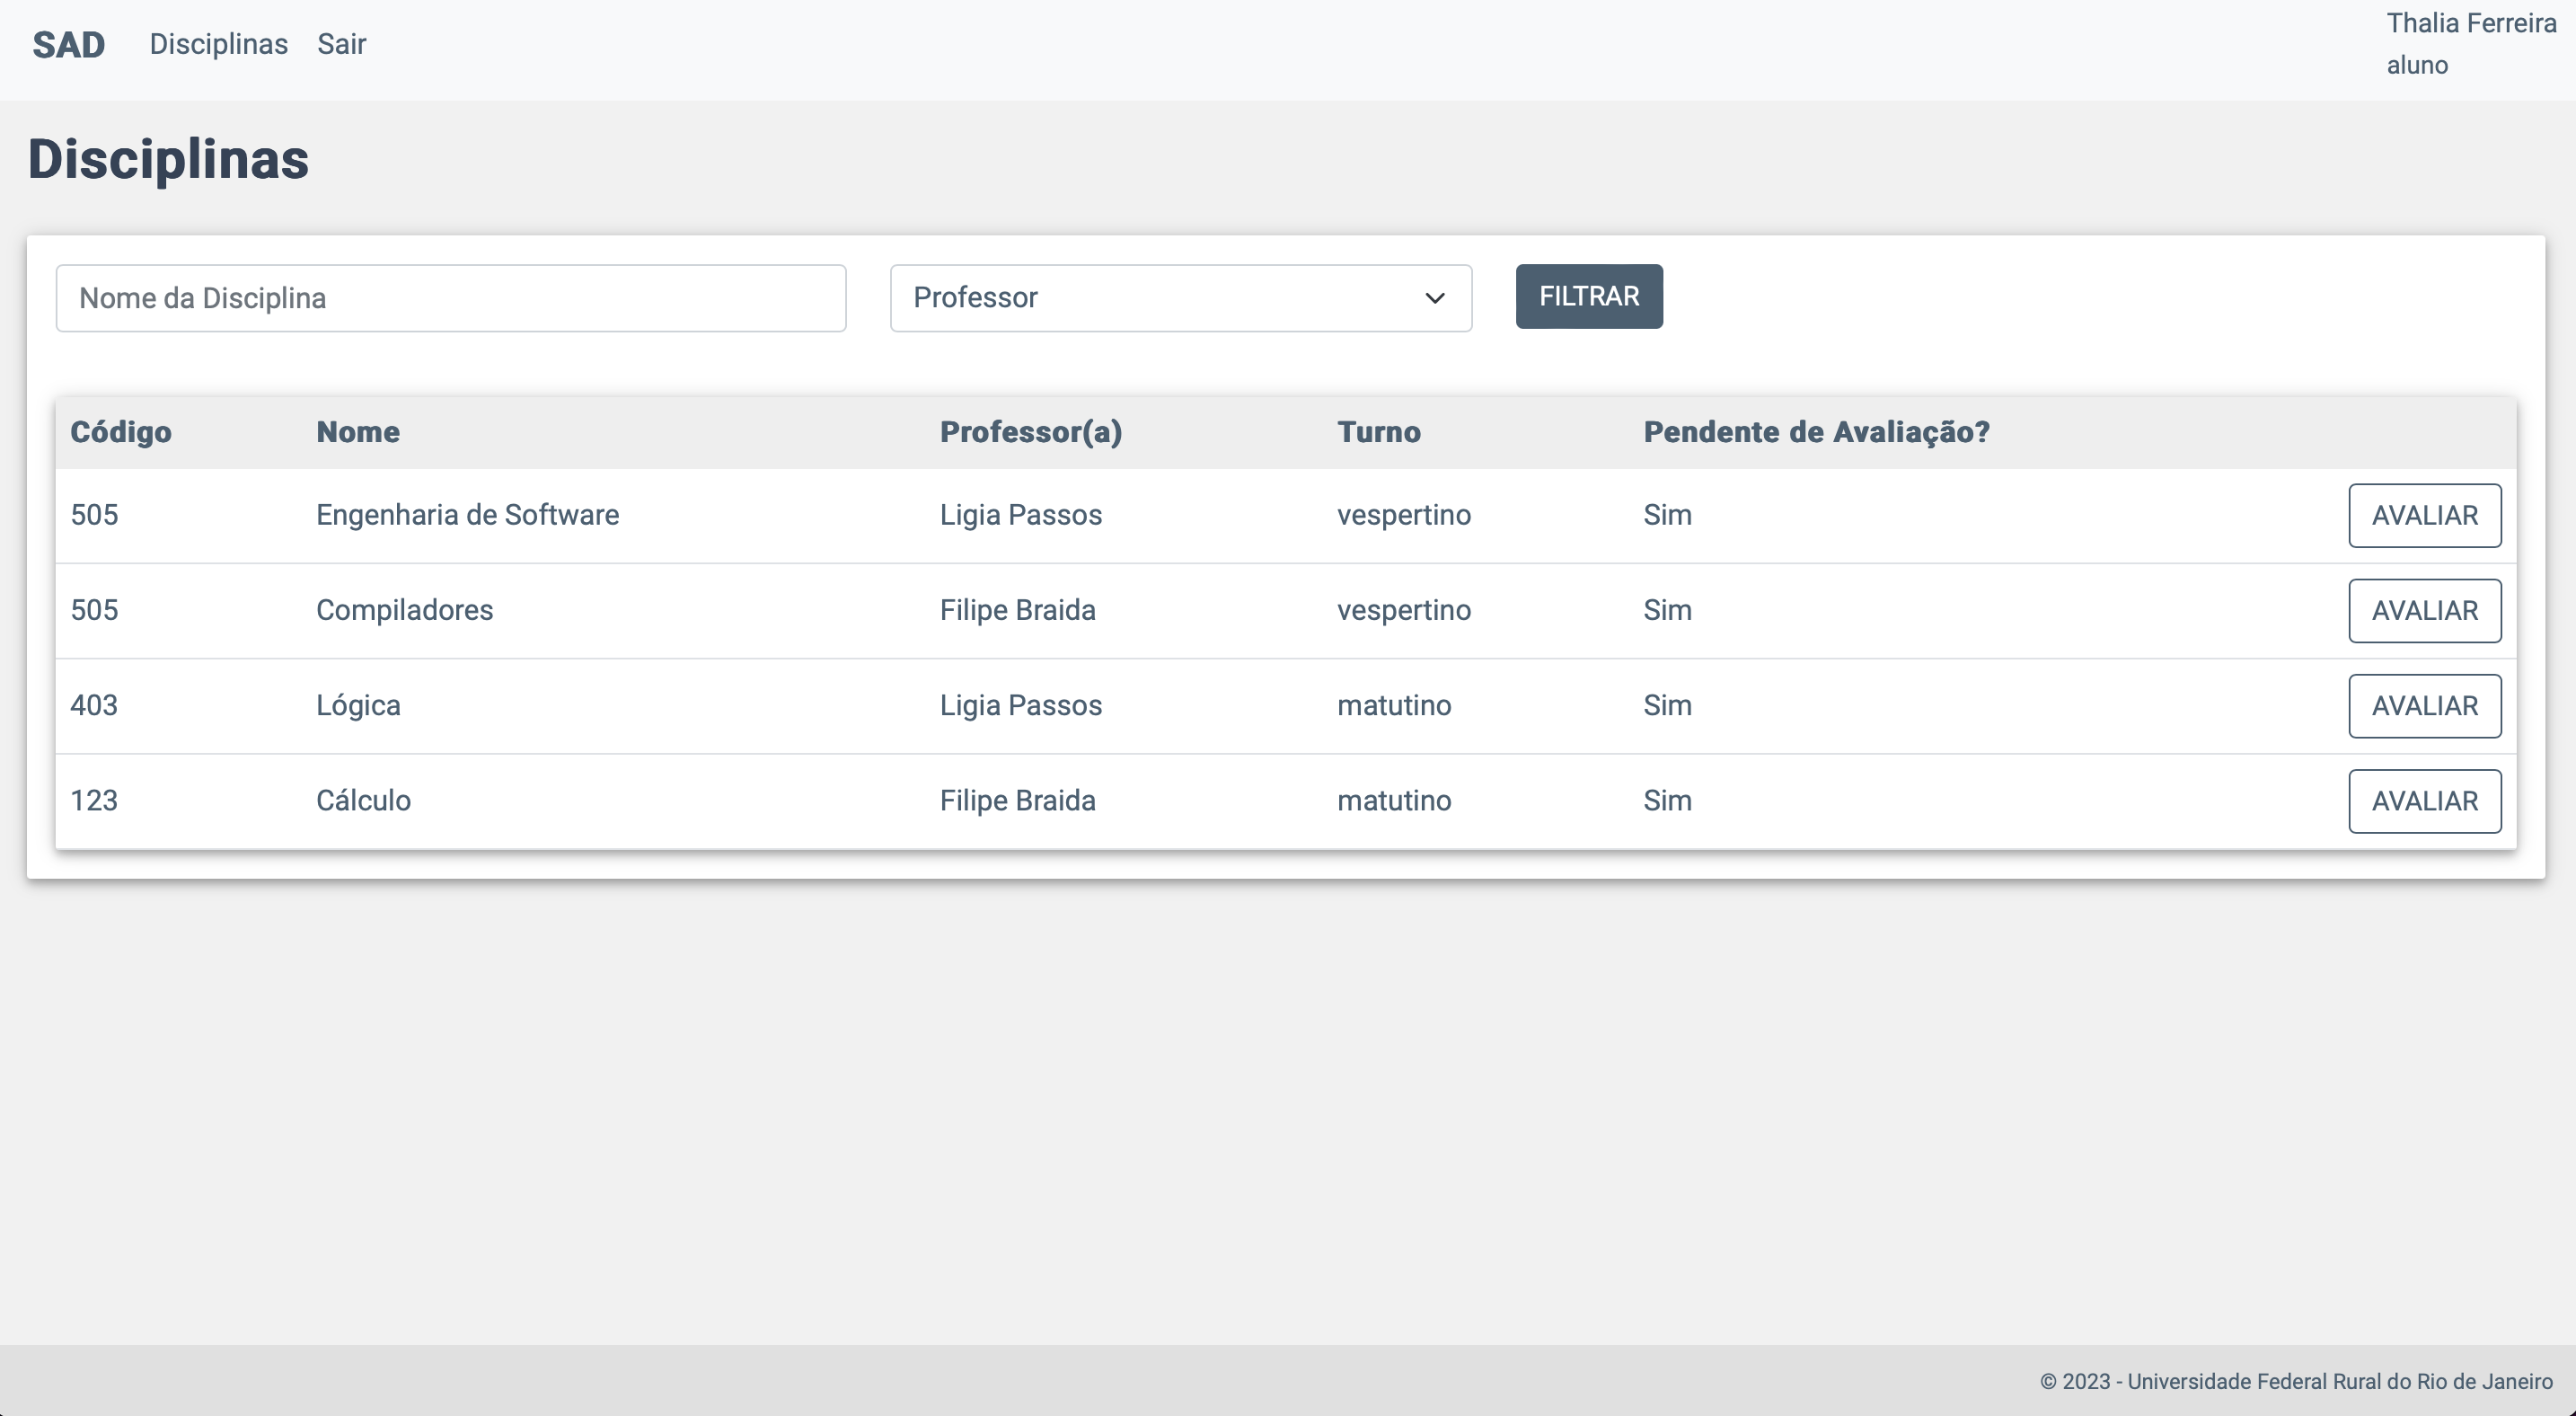 SAD Disciplinas Sair
Thalia Ferreira
aluno
Disciplinas
Nome da Disciplina Professor FILTRAR
Código Nome Professor(a) Turno Pendente de Avaliação?
505 Engenharia de Software Ligia Passos vespertino Sim AVALIAR
505 Compiladores Filipe Braida vespertino Sim AVALIAR
403 Lógica Ligia Passos matutino Sim AVALIAR
123 Cálculo Filipe Braida matutino Sim AVALIAR
© 2023 - Universidade Federal Rural do Rio de Janeiro